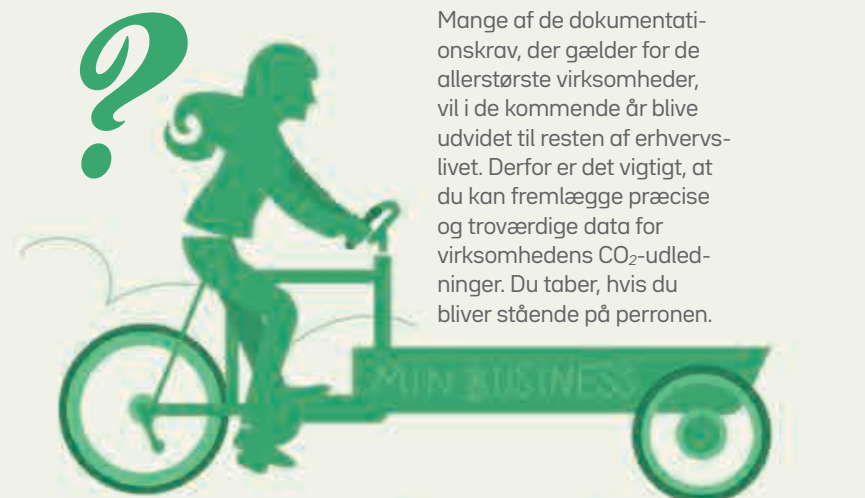 ?
Mange af de dokumentati-
onskrav, der gælder for de
allerstørste virksomheder,
vil i de kommende år blive
udvidet til resten af erhvervs-
livet. Derfor er det vigtigt, at
du kan fremlægge præcise
og troværdige data for
virksomhedens CO₂-udled-
ninger. Du taber, hvis du
bliver stående på perronen.
MIN BUSINESS